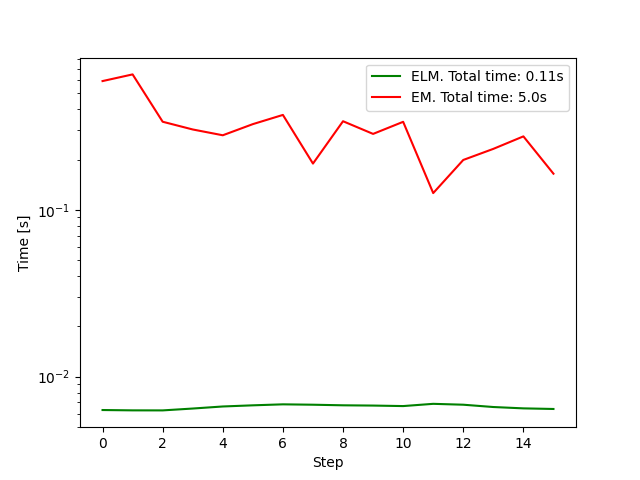 ELM. Total time: 0.11s
EM. Total time: 5.0s
Time [s]
10⁻¹
10⁻²
0 2 4 6 8 10 12 14
Step